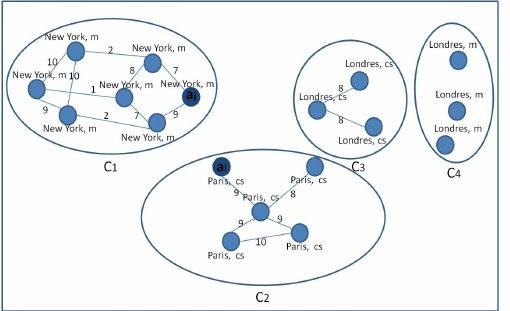 New York, m
2
New York, m
10
10
8
7
New York, m
New York, m
New York, m
1
aj
9
2
7
9
New York, m
New York, m
C1
Londres, cs
8
Londres, cs
8
Londres, cs
C3
Londres, m
Londres, m
Londres, m
C4
ai
Paris, cs
Paris, cs
9
8
Paris, cs
9
9
10
Paris, cs
Paris, cs
C2